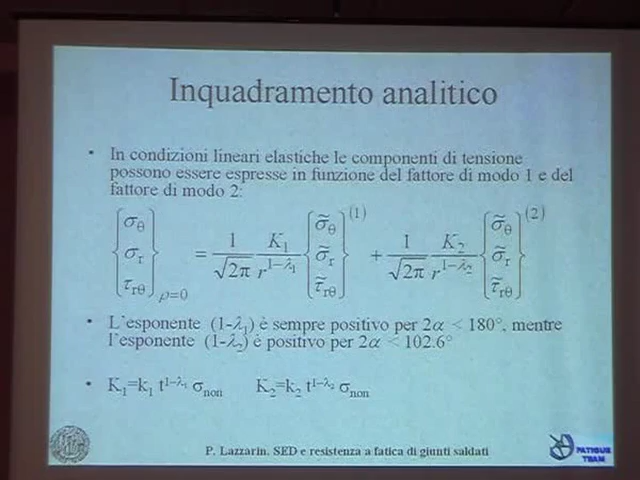 Inquadramento analitico
• In condizioni lineari elastiche le componenti di tensione
possono essere espresse in funzione del fattore di modo 1 e del
fattore di modo 2:
{σθ σr τrθ}ρ=0 = 1/√2π K1/r^(1-λ1) {σ̃θ σ̃r τ̃rθ}^(1) + 1/√2π K2/r^(1-λ2) {σ̃θ σ̃r τ̃rθ}^(2)
• L'esponente (1-λ1) è sempre positivo per 2α < 180°, mentre
l'esponente (1-λ2) è positivo per 2α < 102.6°
• K1=k1 t^(1-λ1) σnon K2=k2 t^(1-λ2) σnon
P. Lazzarin. SED e resistenza a fatica di giunti saldati
FATIGUE
TEAM